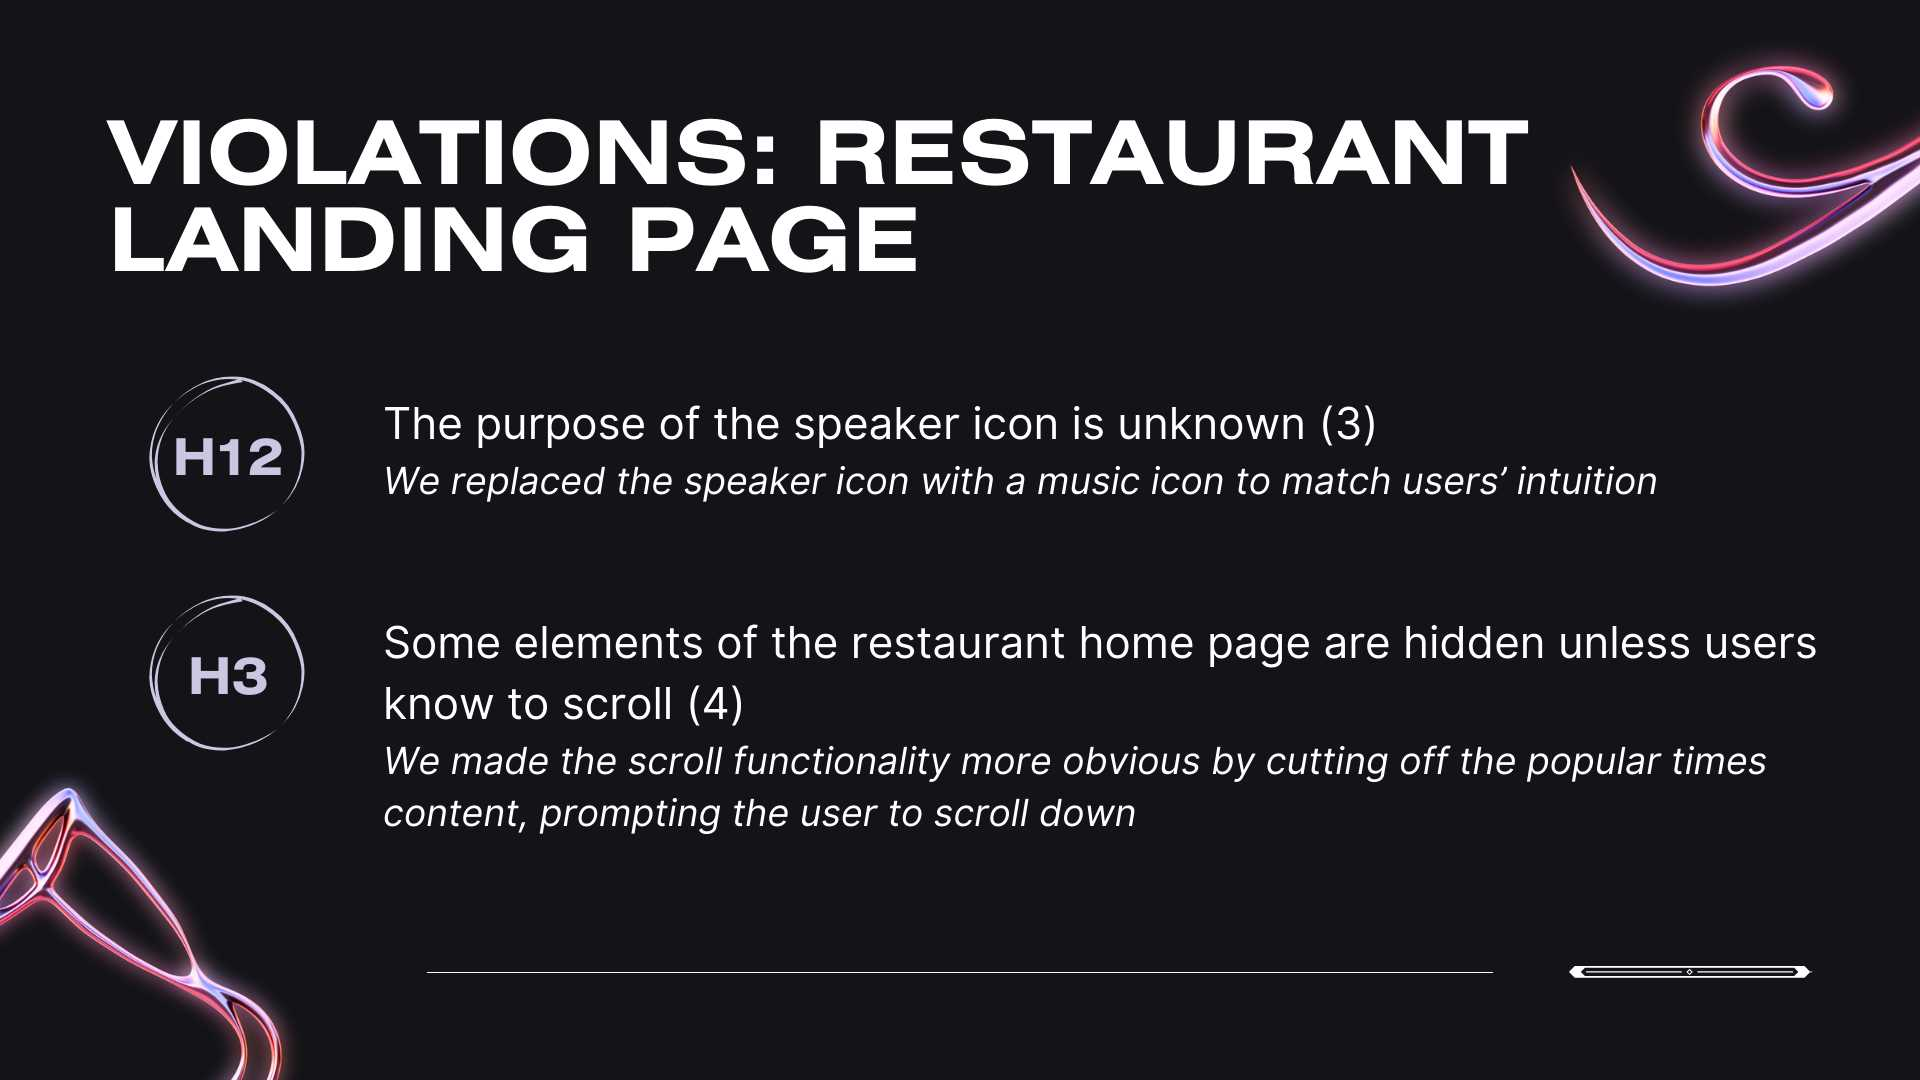 VIOLATIONS: RESTAURANT
LANDING PAGE
H12
The purpose of the speaker icon is unknown (3)
We replaced the speaker icon with a music icon to match users’ intuition
H3
Some elements of the restaurant home page are hidden unless users
know to scroll (4)
We made the scroll functionality more obvious by cutting off the popular times
content, prompting the user to scroll down